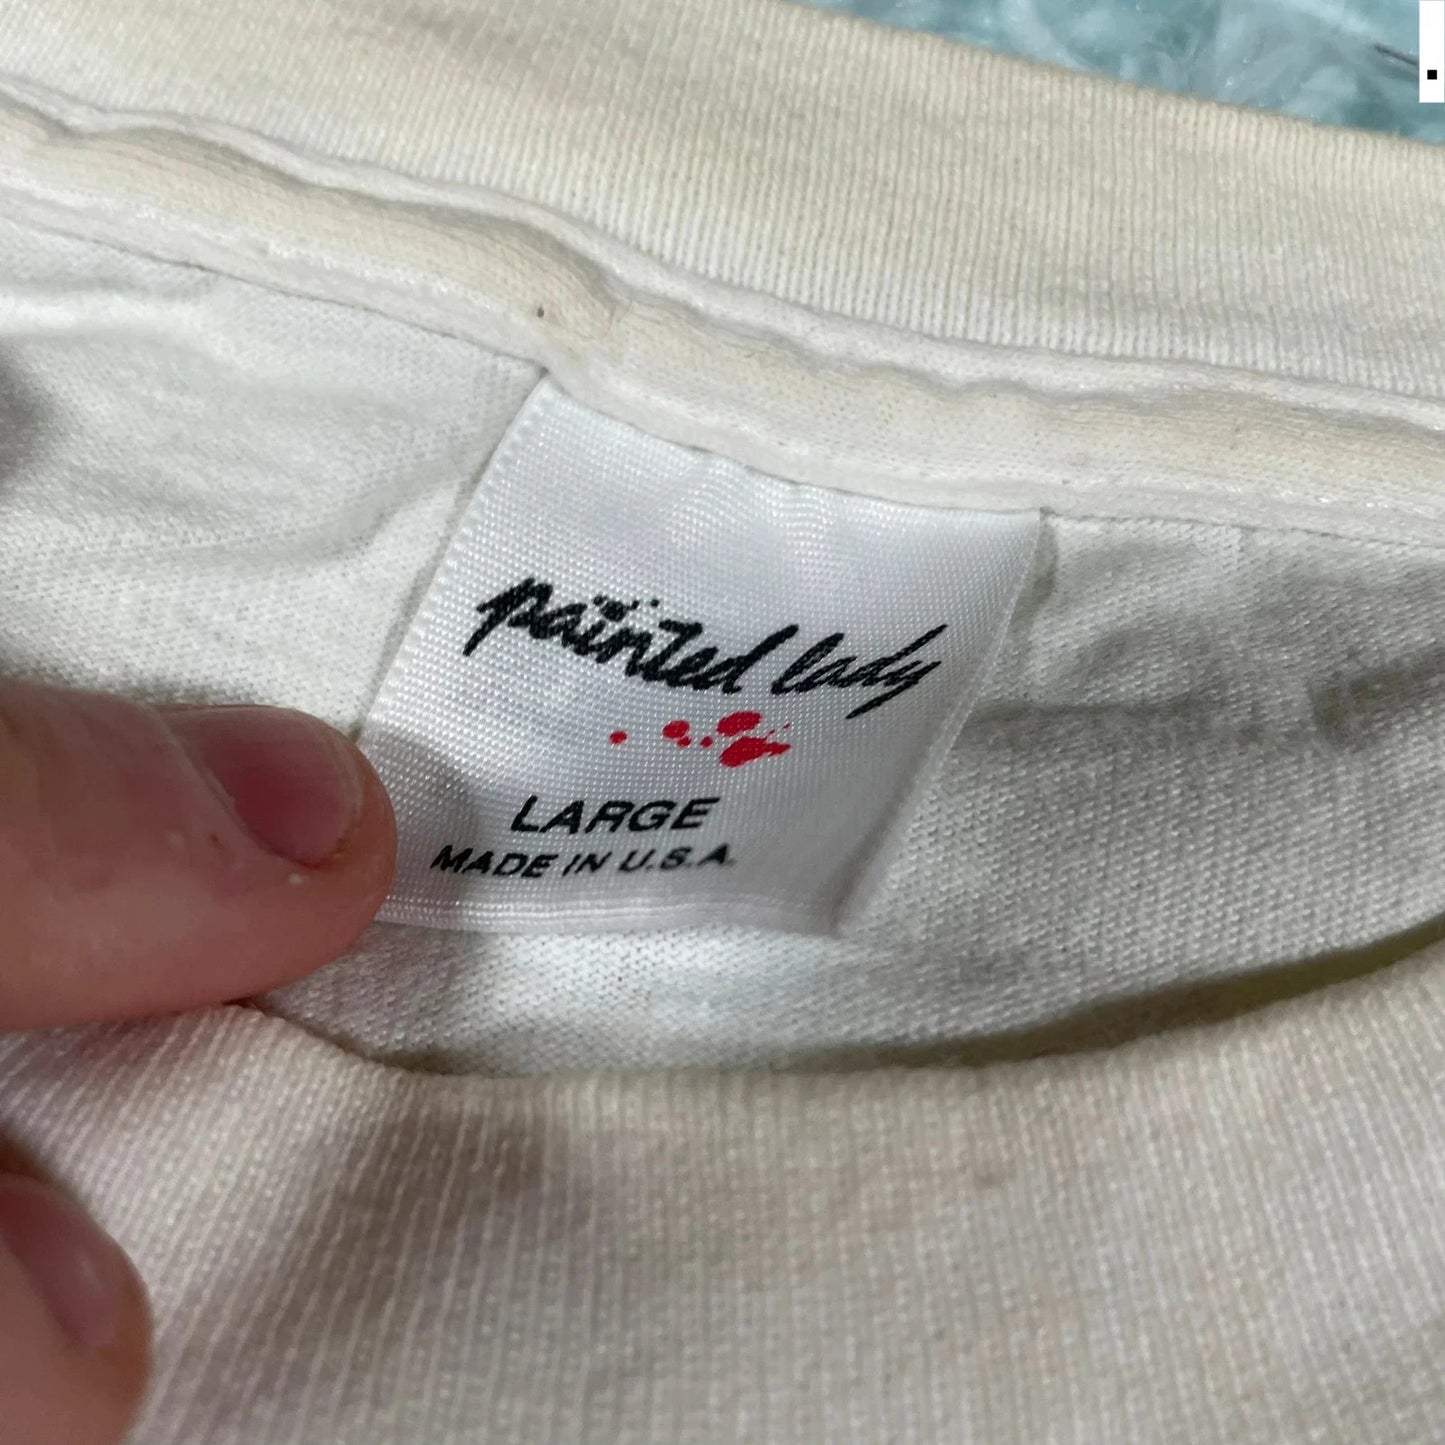 painted lady
LARGE
MADE IN U.S.A.
.